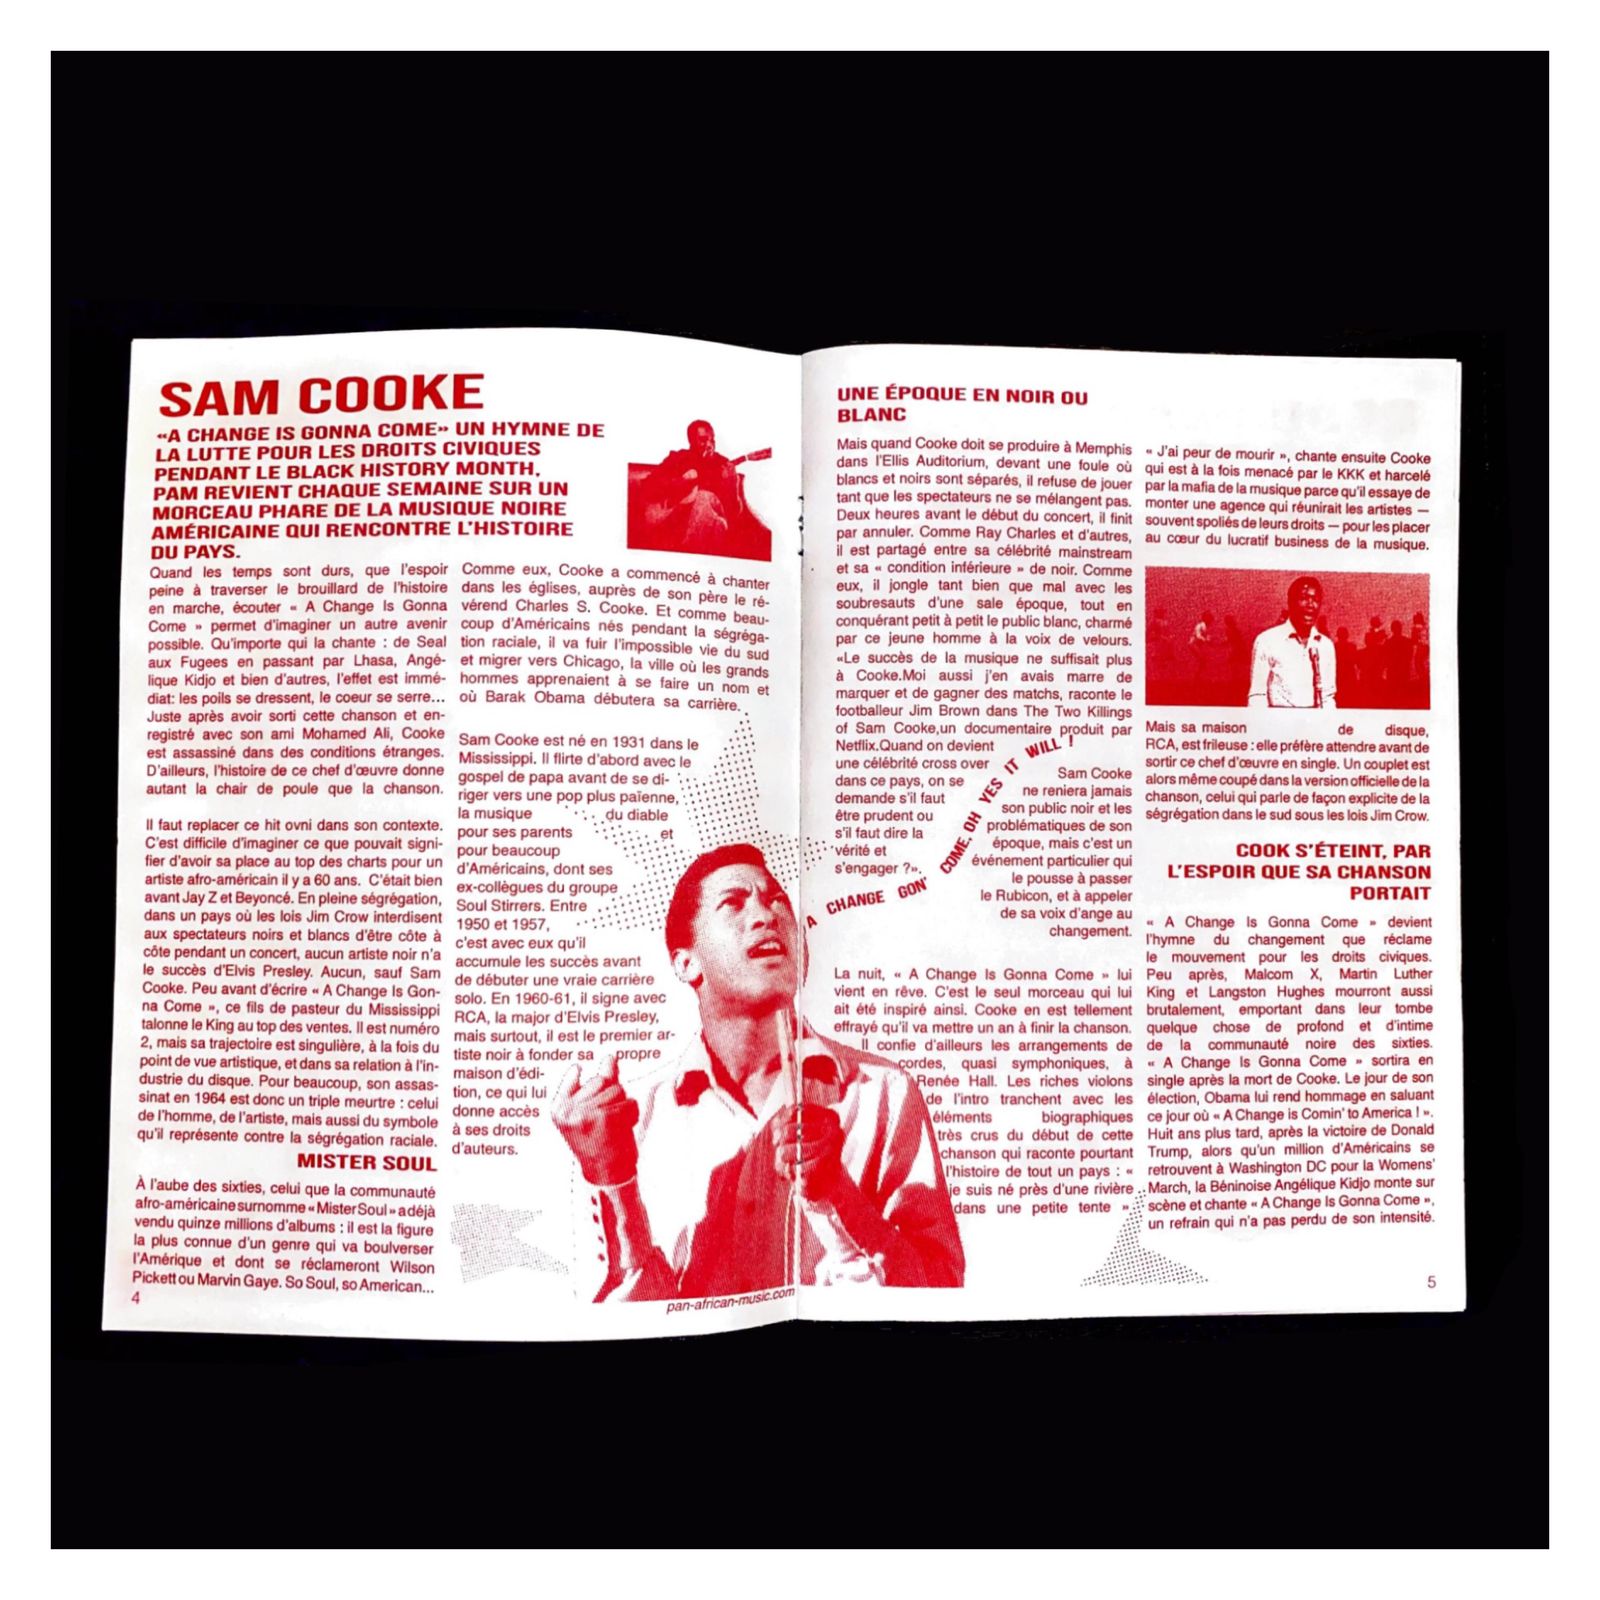 SAM COOKE
«A CHANGE IS GONNA COME» UN HYMNE DE
LA LUTTE POUR LES DROITS CIVIQUES
PENDANT LE BLACK HISTORY MONTH,
PAM REVIENT CHAQUE SEMAINE SUR UN
MORCEAU PHARE DE LA MUSIQUE NOIRE
AMÉRICAINE QUI RENCONTRE L'HISTOIRE
DU PAYS.
Quand les temps sont durs, que l'espoir
peine à traverser le brouillard de l'histoire
en marche, écouter « A Change Is Gonna
Come » permet d'imaginer un autre avenir
possible. Qu'importe qui la chante : de Seal
aux Fugees en passant par Lhasa, Angé-
lique Kidjo et bien d'autres, l'effet est immé-
diat: les poils se dressent, le coeur se serre...
Juste après avoir sorti cette chanson et en-
registré avec son ami Mohamed Ali, Cooke
est assassiné dans des conditions étranges.
D'ailleurs, l'histoire de ce chef d'œuvre donne
autant la chair de poule que la chanson.
Il faut replacer ce hit ovni dans son contexte.
C'est difficile d'imaginer ce que pouvait signi-
fier d'avoir sa place au top des charts pour un
artiste afro-américain il y a 60 ans. C'était bien
avant Jay Z et Beyoncé. En pleine ségrégation,
dans un pays où les lois Jim Crow interdisent
aux spectateurs noirs et blancs d'être côte à
côte pendant un concert, aucun artiste noir n'a
le succès d'Elvis Presley. Aucun, sauf Sam
Cooke. Peu avant d'écrire « A Change Is Gon-
na Come », ce fils de pasteur du Mississippi
talonne le King au top des ventes. Il est numéro
2, mais sa trajectoire est singulière, à la fois du
point de vue artistique, et dans sa relation à l'in-
dustrie du disque. Pour beaucoup, son assas-
sinat en 1964 est donc un triple meurtre : celui
de l'homme, de l'artiste, mais aussi du symbole
qu'il représente contre la ségrégation raciale.
MISTER SOUL
À l'aube des sixties, celui que la communauté
afro-américaine surnomme « Mister Soul » a déjà
vendu quinze millions d'albums : il est la figure
la plus connue d'un genre qui va boulverser
l'Amérique et dont se réclameront Wilson
Pickett ou Marvin Gaye. So Soul, so American...
4
Comme eux, Cooke a commencé à chanter
dans les églises, auprès de son père le ré-
vérend Charles S. Cooke. Et comme beau-
coup d'Américains nés pendant la ségréga-
tion raciale, il va fuir l'impossible vie du sud
et migrer vers Chicago, la ville où les grands
hommes apprenaient à se faire un nom et
où Barak Obama débutera sa carrière.
Sam Cooke est né en 1931 dans le
Mississippi. Il flirte d'abord avec le
gospel de papa avant de se di-
riger vers une pop plus païenne,
la musique du diable
pour ses parents et
pour beaucoup
d'Américains, dont ses
ex-collègues du groupe
Soul Stirrers. Entre
1950 et 1957,
c'est avec eux qu'il
accumule les succès avant
de débuter une vraie carrière
solo. En 1960-61, il signe avec
RCA, la major d'Elvis Presley,
mais surtout, il est le premier ar-
tiste noir à fonder sa propre
maison d'édi-
tion, ce qui lui
donne accès
à ses droits
d'auteurs.
pan-african-music.com
UNE ÉPOQUE EN NOIR OU
BLANC
Mais quand Cooke doit se produire à Memphis
dans l'Ellis Auditorium, devant une foule où
blancs et noirs sont séparés, il refuse de jouer
tant que les spectateurs ne se mélangent pas.
Deux heures avant le début du concert, il finit
par annuler. Comme Ray Charles et d'autres,
il est partagé entre sa célébrité mainstream
et sa « condition inférieure » de noir. Comme
eux, il jongle tant bien que mal avec les
soubresauts d'une sale époque, tout en
conquérant petit à petit le public blanc, charmé
par ce jeune homme à la voix de velours.
«Le succès de la musique ne suffisait plus
à Cooke.Moi aussi j'en avais marre de
marquer et de gagner des matchs, raconte le
footballeur Jim Brown dans The Two Killings
of Sam Cooke,un documentaire produit par
Netflix.Quand on devient
une célébrité cross over
dans ce pays, on se
demande s'il faut
être prudent ou
s'il faut dire la
vérité et
s'engager ?».
A CHANGE GON' COME, OH YES IT WILL !
Sam Cooke
ne reniera jamais
son public noir et les
problématiques de son
époque, mais c'est un
événement particulier qui
le pousse à passer
le Rubicon, et à appeler
de sa voix d'ange au
changement.
La nuit, « A Change Is Gonna Come » lui
vient en rêve. C'est le seul morceau qui lui
ait été inspiré ainsi. Cooke en est tellement
effrayé qu'il va mettre un an à finir la chanson.
Il confie d'ailleurs les arrangements de
cordes, quasi symphoniques, à
Renée Hall. Les riches violons
de l'intro tranchent avec les
éléments biographiques
très crus du début de cette
chanson qui raconte pourtant
l'histoire de tout un pays : «
je suis né près d'une rivière
dans une petite tente ».
« J'ai peur de mourir », chante ensuite Cooke
qui est à la fois menacé par le KKK et harcelé
par la mafia de la musique parce qu'il essaye de
monter une agence qui réunirait les artistes —
souvent spoliés de leurs droits — pour les placer
au cœur du lucratif business de la musique.
Mais sa maison de disque,
RCA, est frileuse : elle préfère attendre avant de
sortir ce chef d'œuvre en single. Un couplet est
alors même coupé dans la version officielle de la
chanson, celui qui parle de façon explicite de la
ségrégation dans le sud sous les lois Jim Crow.
COOK S'ÉTEINT, PAR
L'ESPOIR QUE SA CHANSON
PORTAIT
« A Change Is Gonna Come » devient
l'hymne du changement que réclame
le mouvement pour les droits civiques.
Peu après, Malcom X, Martin Luther
King et Langston Hughes mourront aussi
brutalement, emportant dans leur tombe
quelque chose de profond et d'intime
de la communauté noire des sixties.
« A Change Is Gonna Come » sortira en
single après la mort de Cooke. Le jour de son
élection, Obama lui rend hommage en saluant
ce jour où « A Change is Comin' to America ! ».
Huit ans plus tard, après la victoire de Donald
Trump, alors qu'un million d'Américains se
retrouvent à Washington DC pour la Womens'
March, la Béninoise Angélique Kidjo monte sur
scène et chante « A Change Is Gonna Come »,
un refrain qui n'a pas perdu de son intensité.
5